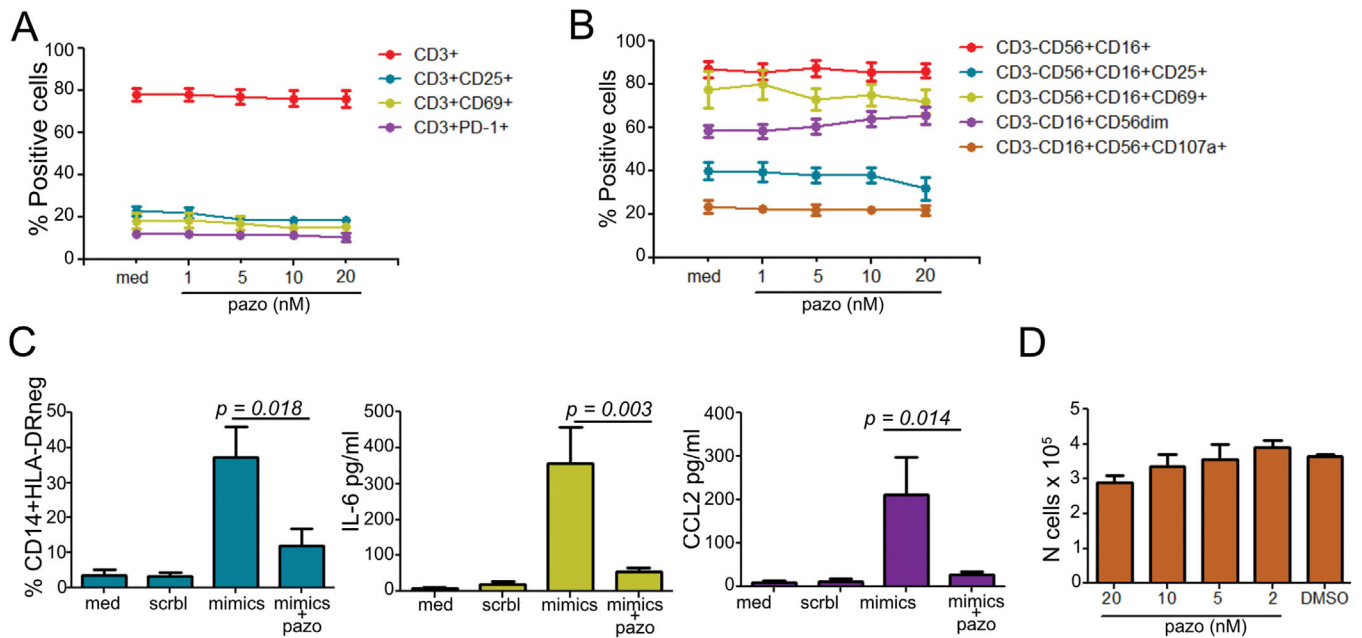 A
% Positive cells
100
80
60
40
20
0
med
1
5
10
20
pazo (nM)
CD3+
CD3+CD25+
CD3+CD69+
CD3+PD-1+
B
% Positive cells
100
80
60
40
20
0
med
1
5
10
20
pazo (nM)
CD3-CD56+CD16+
CD3-CD56+CD16+CD25+
CD3-CD56+CD16+CD69+
CD3-CD16+CD56dim
CD3-CD16+CD56+CD107a+
C
% CD14+HLA-DRneg
50
40
30
20
10
0
p = 0.018
med
scrbl
mimics
mimics
+
pazo
IL-6 pg/ml
500
400
300
200
100
0
p = 0.003
med
scrbl
mimics
mimics
+
pazo
CCL2 pg/ml
400
300
200
100
0
p = 0.014
med
scrbl
mimics
mimics
+
pazo
D
N cells x 10⁵
5
4
3
2
1
0
20
10
5
2
DMSO
pazo (nM)